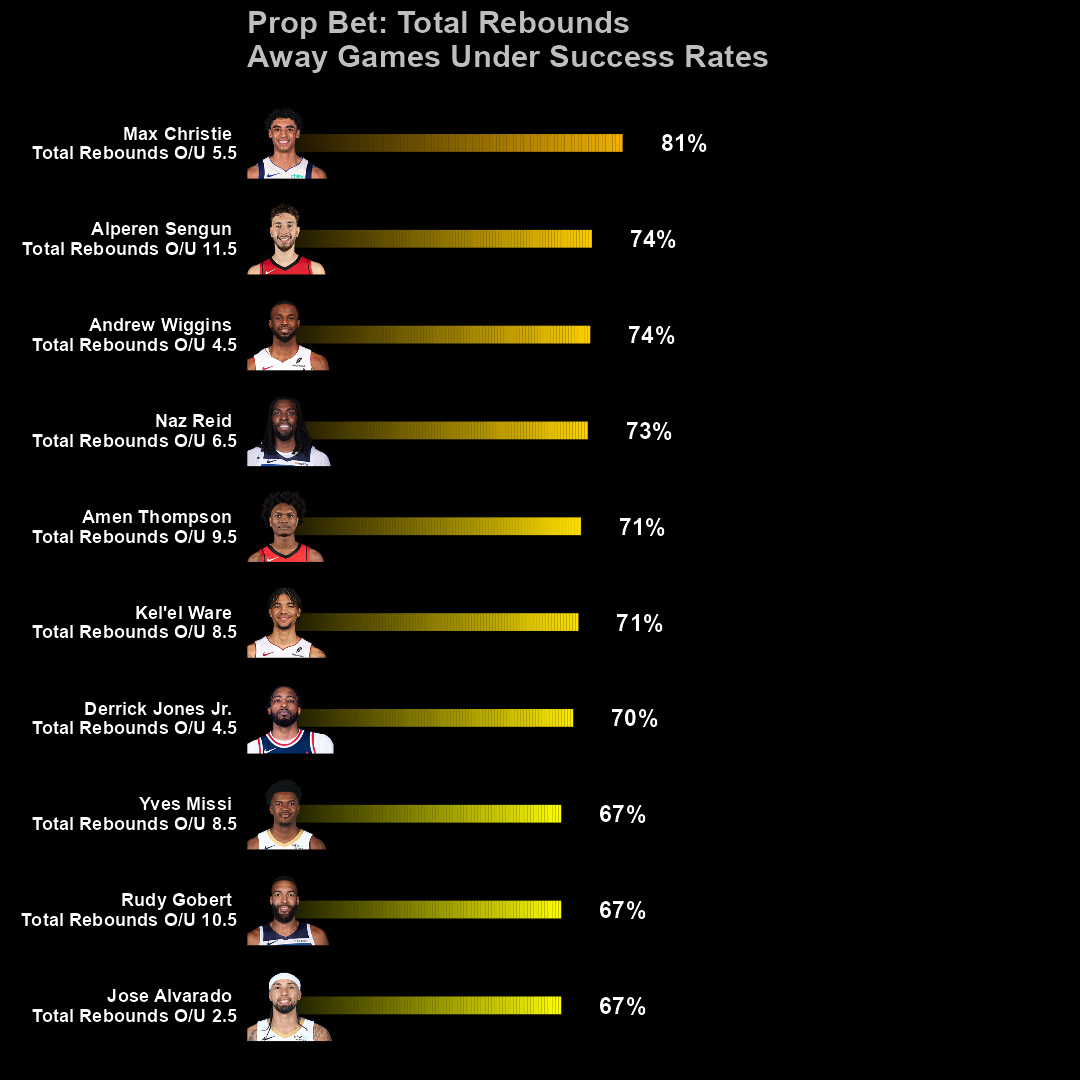 Prop Bet: Total Rebounds
Away Games Under Success Rates
Max Christie
Total Rebounds O/U 5.5
81%
Alperen Sengun
Total Rebounds O/U 11.5
74%
Andrew Wiggins
Total Rebounds O/U 4.5
74%
Naz Reid
Total Rebounds O/U 6.5
73%
Amen Thompson
Total Rebounds O/U 9.5
71%
Kel'el Ware
Total Rebounds O/U 8.5
71%
Derrick Jones Jr.
Total Rebounds O/U 4.5
70%
Yves Missi
Total Rebounds O/U 8.5
67%
Rudy Gobert
Total Rebounds O/U 10.5
67%
Jose Alvarado
Total Rebounds O/U 2.5
67%